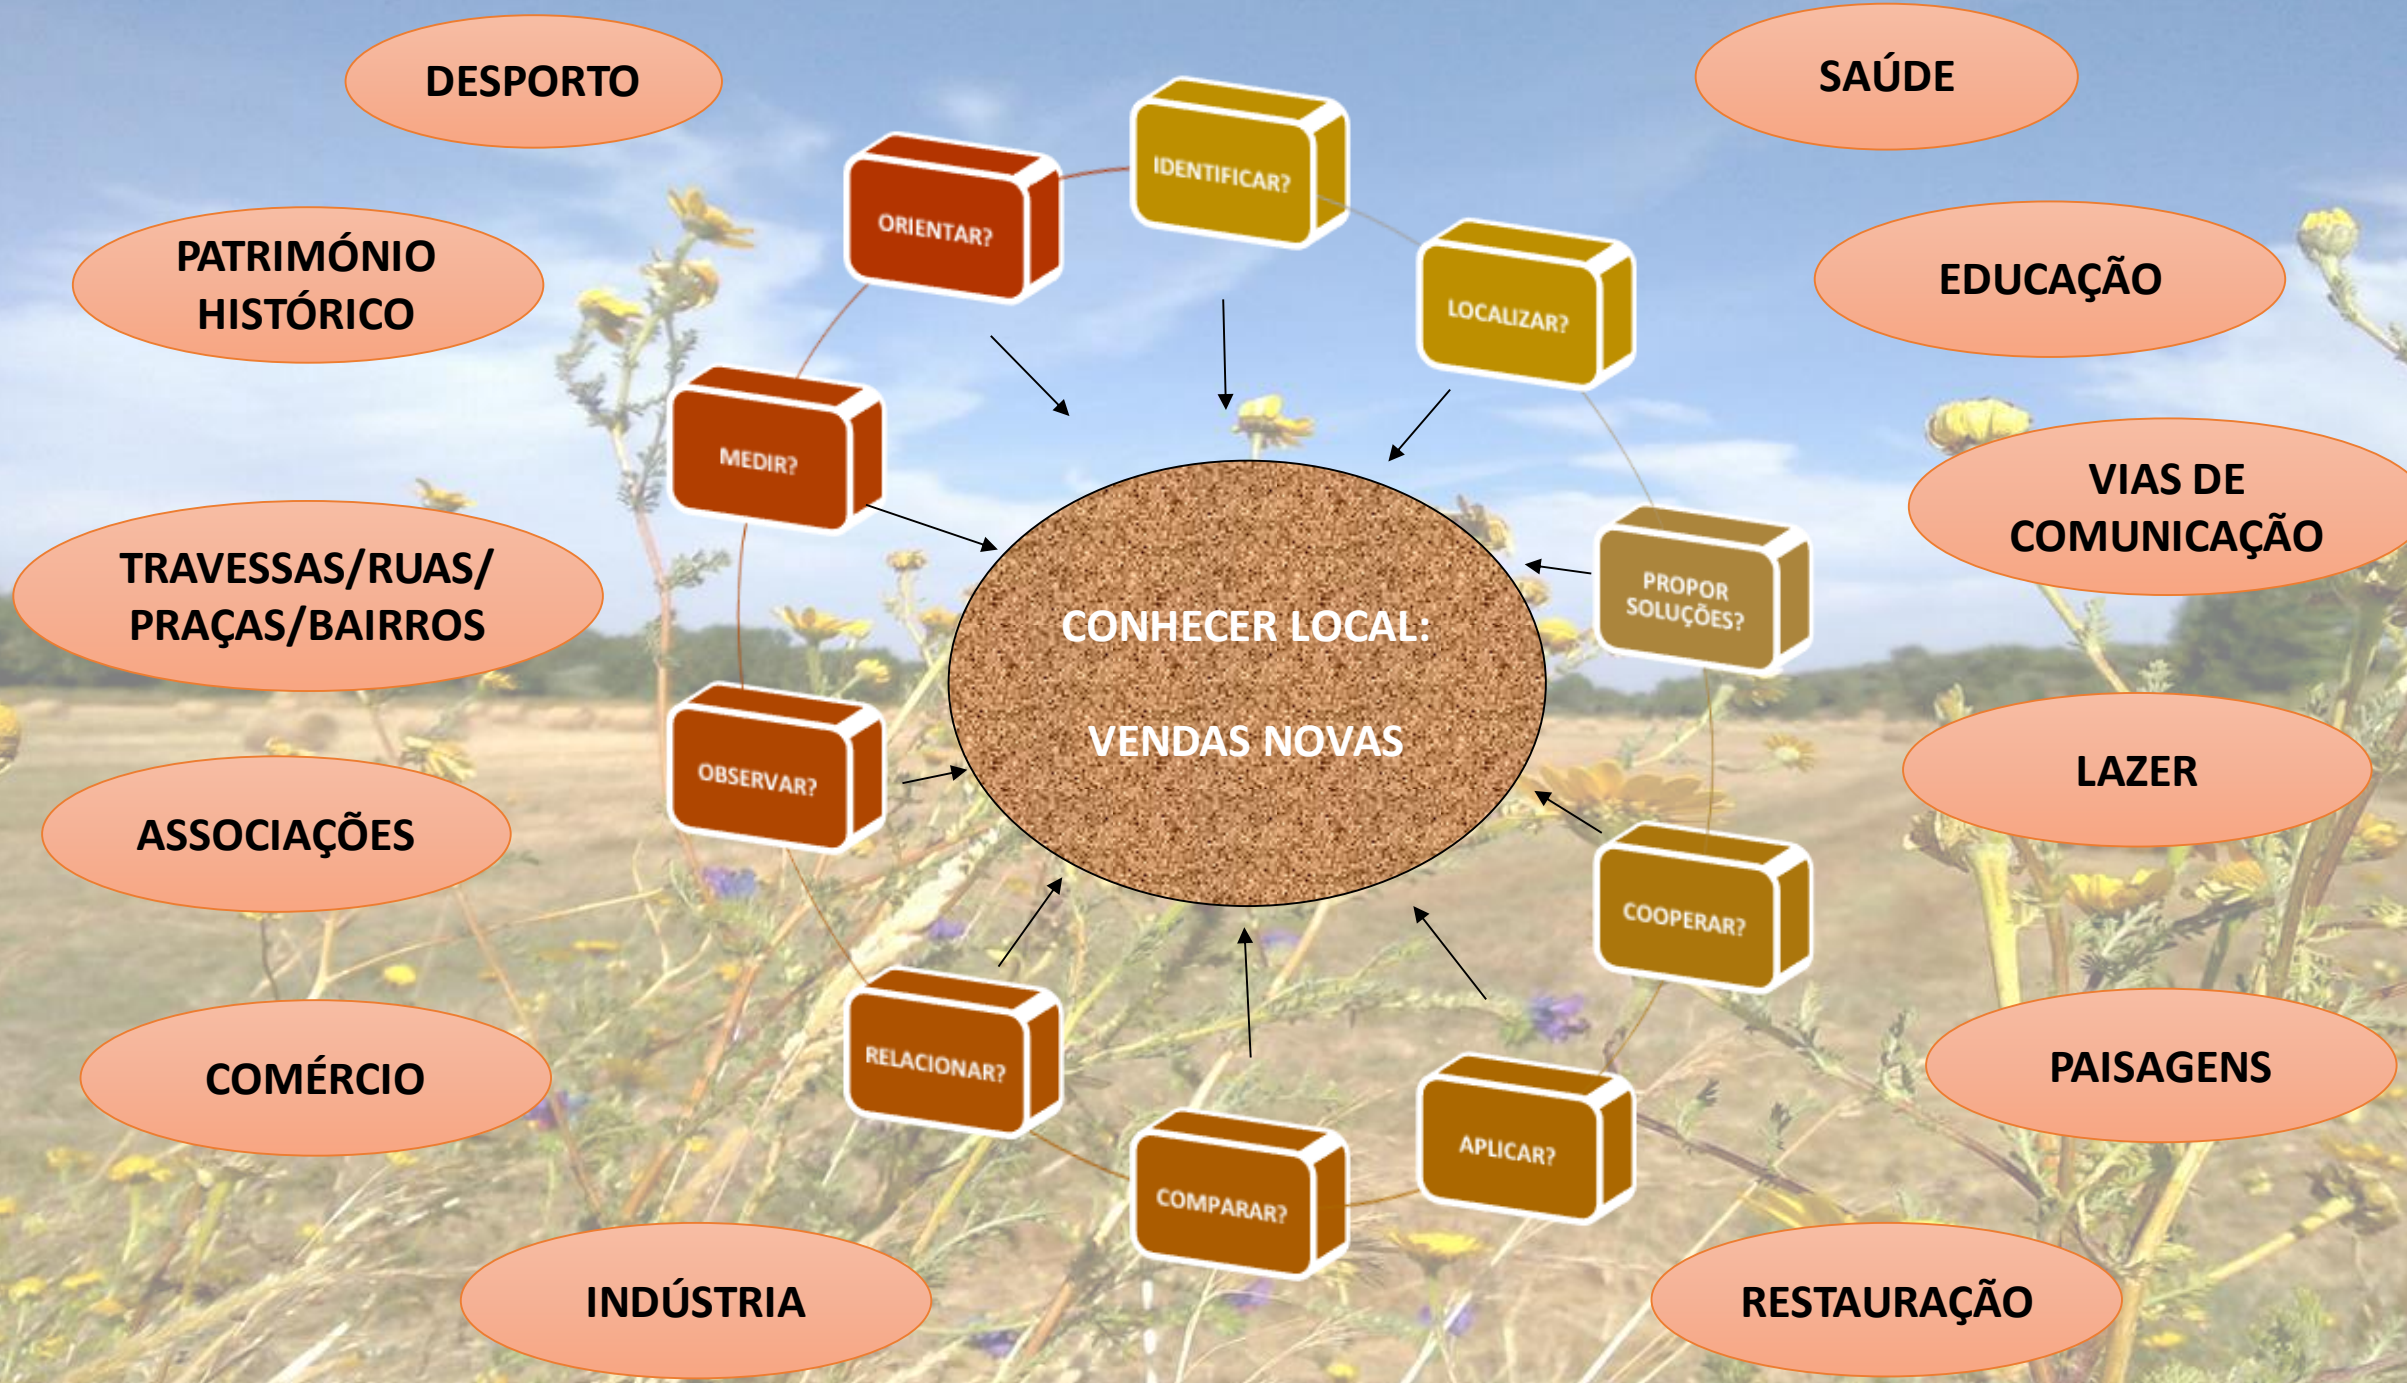 DESPORTO
SAÚDE
IDENTIFICAR?
ORIENTAR?
PATRIMÓNIO
HISTÓRICO
EDUCAÇÃO
LOCALIZAR?
MEDIR?
VIAS DE
COMUNICAÇÃO
TRAVESSAS/RUAS/
PRAÇAS/BAIRROS
PROPOR
SOLUÇÕES?
CONHECER LOCAL:
VENDAS NOVAS
OBSERVAR?
LAZER
ASSOCIAÇÕES
COOPERAR?
COMÉRCIO
RELACIONAR?
PAISAGENS
APLICAR?
COMPARAR?
INDÚSTRIA
RESTAURAÇÃO